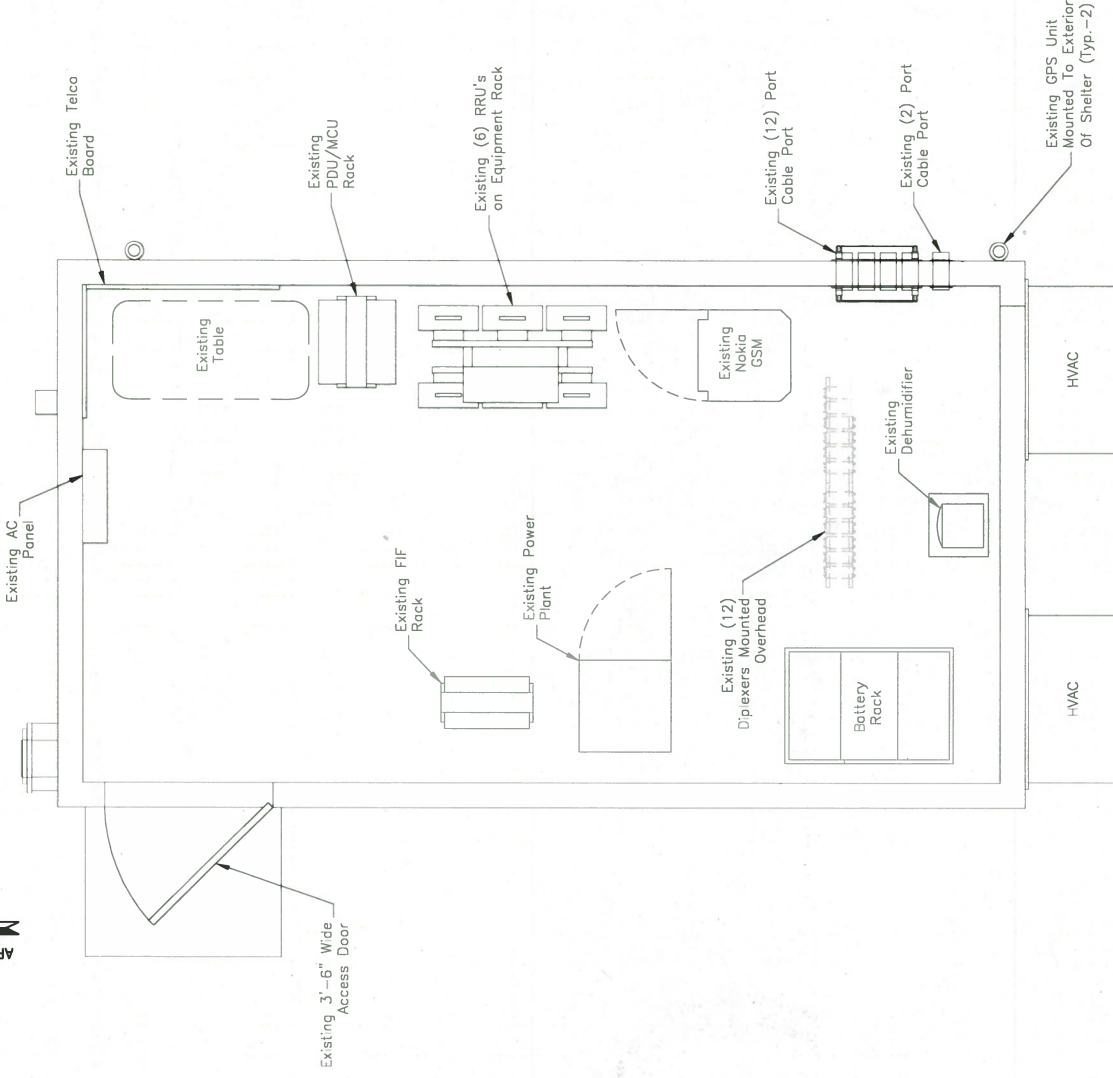 Existing Telco
Board
Existing
PDU/MCU
Rack
Existing (6) RRU's
on Equipment Rack
Existing (12) Port
Cable Port
Existing (2) Port
Cable Port
Existing GPS Unit
Mounted To Exterior
Of Shelter (Typ.-2)
Existing AC
Panel
Existing
Table
Existing
Nokia
GSM
Existing
Dehumidifier
HVAC
Existing FIF
Rack
Existing Power
Plant
Existing (12)
Diplexers Mounted
Overhead
Battery
Rack
HVAC
Existing 3'-6" Wide
Access Door